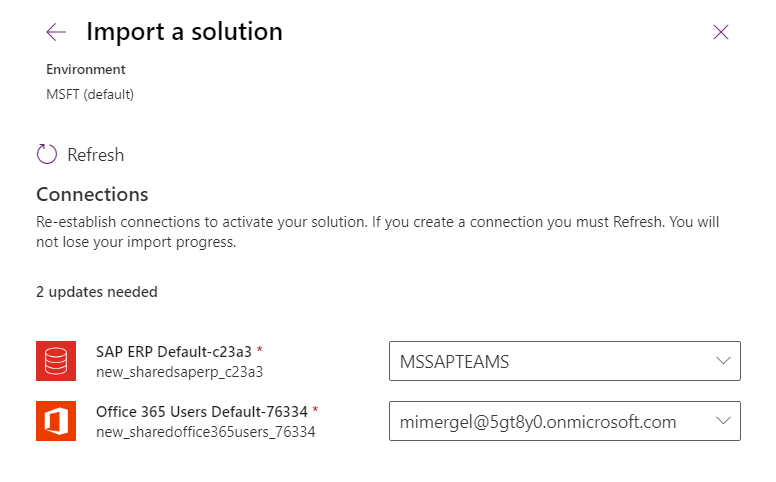 Import a solution
Environment
MSFT (default)
Refresh
Connections
Re-establish connections to activate your solution. If you create a connection you must Refresh. You will
not lose your import progress.
2 updates needed
SAP ERP Default-c23a3 *
new_sharedsaperp_c23a3
MSSAPTEAMS
Office 365 Users Default-76334 *
new_sharedoffice365users_76334
mimergel@5gt8y0.onmicrosoft.com